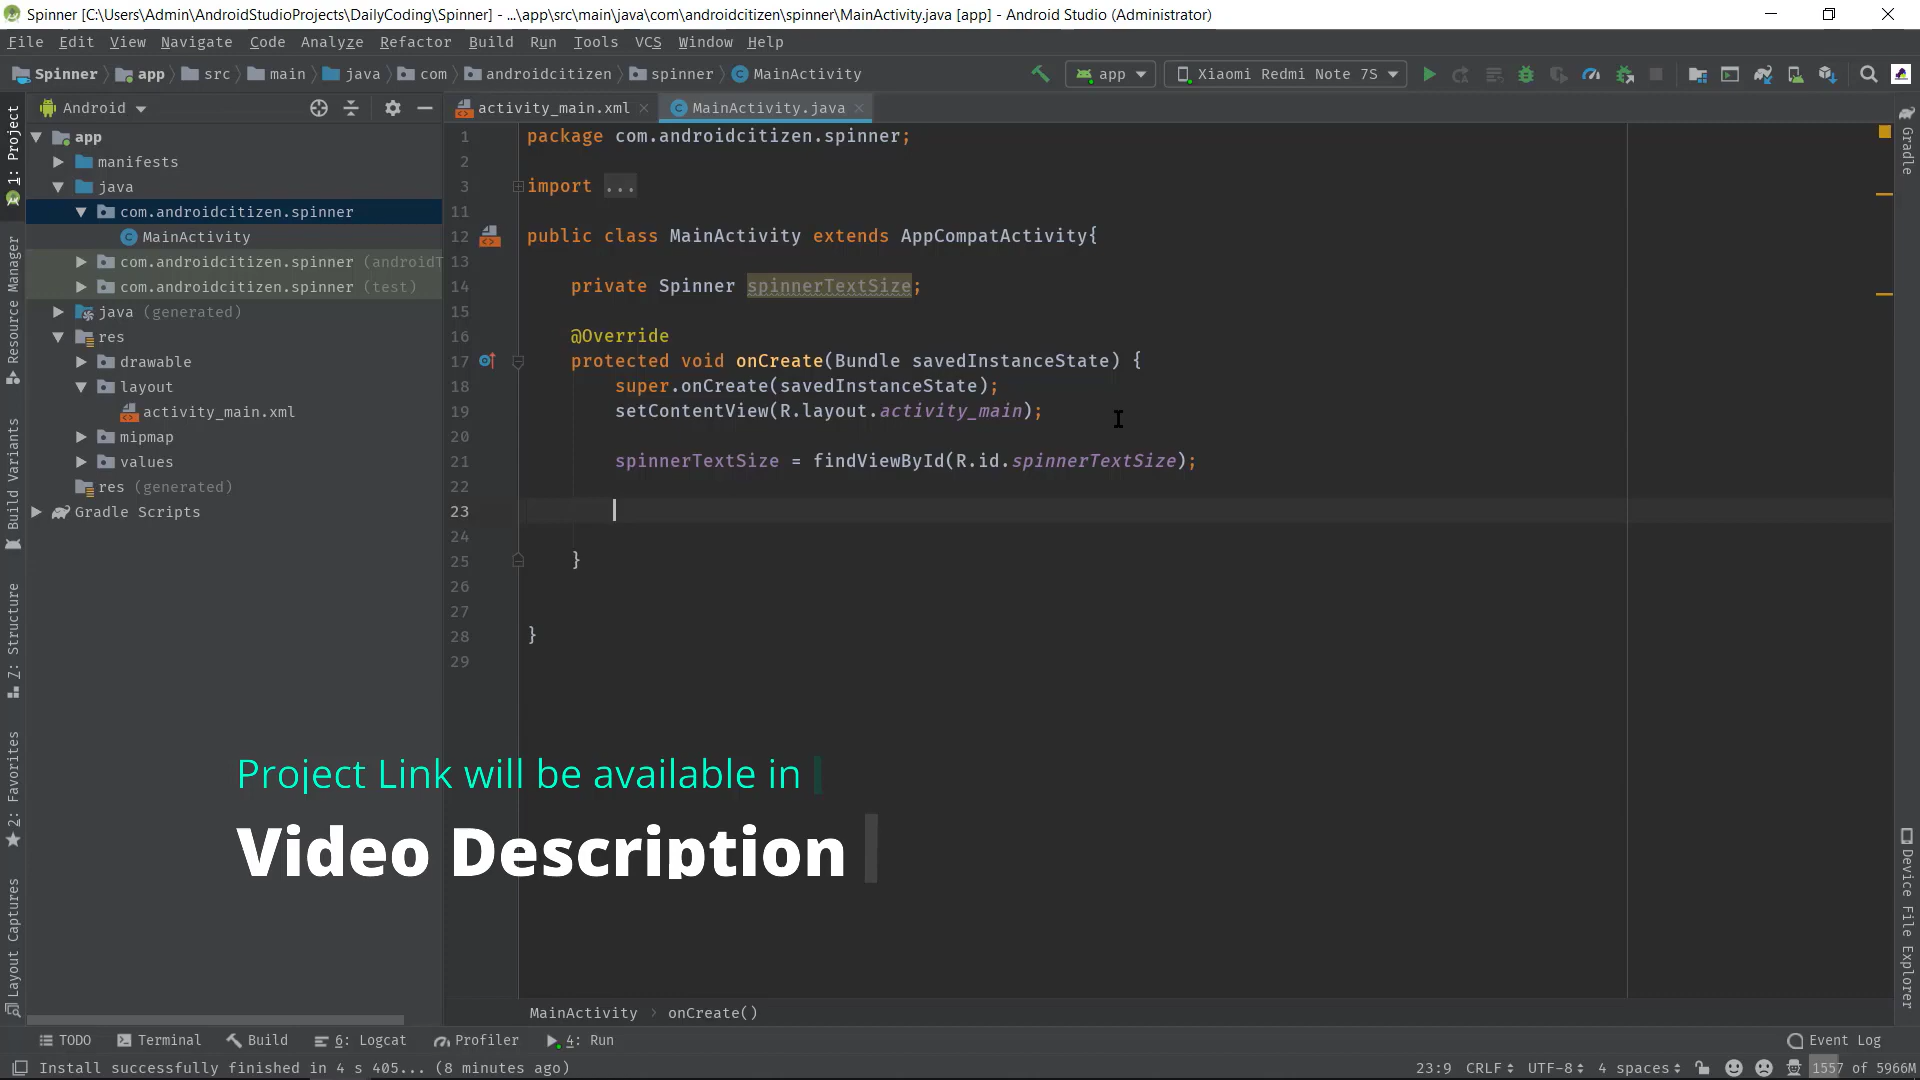 Spinner [C:\Users\Admin\AndroidStudioProjects\DailyCoding\Spinner] - ...\app\src\main\java\com\androidcitizen\spinner\MainActivity.java [app] - Android Studio (Administrator)
File Edit View Navigate Code Analyze Refactor Build Run Tools VCS Window Help
Spinner app src main java com androidcitizen spinner MainActivity app Xiaomi Redmi Note 7S
Android activity_main.xml MainActivity.java
1: Project
Resource Manager
Build Variants
Z: Structure
2: Favorites
Layout Captures
app
manifests
java
com.androidcitizen.spinner
MainActivity
com.androidcitizen.spinner (androidT
com.androidcitizen.spinner (test)
java (generated)
res
drawable
layout
activity_main.xml
mipmap
values
res (generated)
Gradle Scripts
1 package com.androidcitizen.spinner;
2
3 import ...
11
12 public class MainActivity extends AppCompatActivity{
13
14 private Spinner spinnerTextSize;
15
16 @Override
17 protected void onCreate(Bundle savedInstanceState) {
18 super.onCreate(savedInstanceState);
19 setContentView(R.layout.activity_main);
20
21 spinnerTextSize = findViewById(R.id.spinnerTextSize);
22
23
24
25 }
26
27
28 }
29
Project Link will be available in
Video Description
Gradle
Device File Explorer
MainActivity › onCreate()
TODO Terminal Build 6: Logcat Profiler 4: Run Event Log
Install successfully finished in 4 s 405... (8 minutes ago) 23:9 CRLF UTF-8 4 spaces 1557 of 5966M